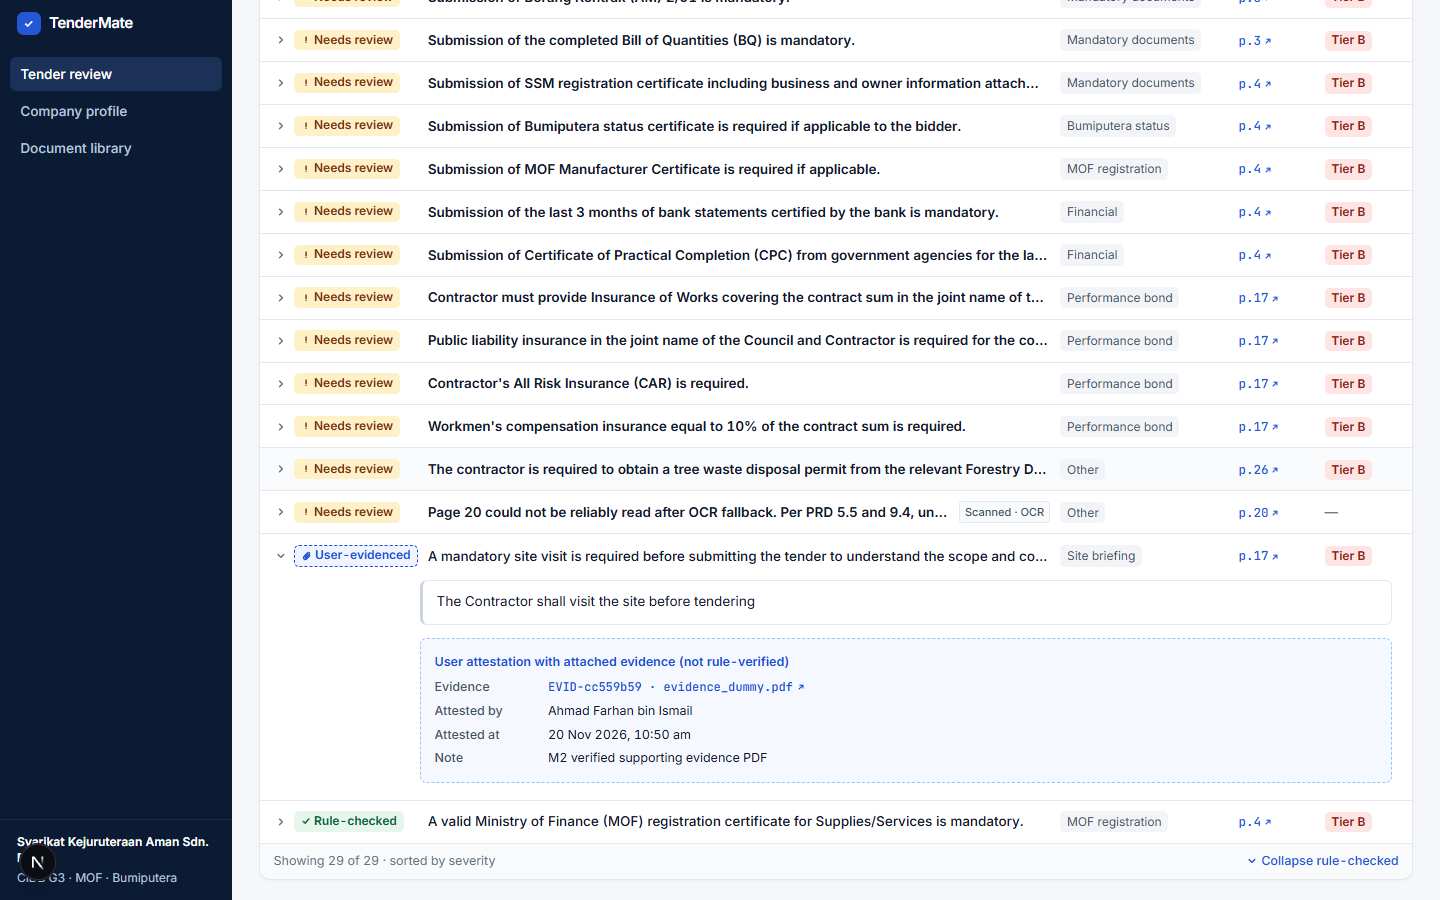 TenderMate
Tender review
Company profile
Document library
Needs review
p.3
Tier B
! Needs review Submission of the completed Bill of Quantities (BQ) is mandatory. Mandatory documents p.3 ↗ Tier B
! Needs review Submission of SSM registration certificate including business and owner information attach... Mandatory documents p.4 ↗ Tier B
! Needs review Submission of Bumiputera status certificate is required if applicable to the bidder. Bumiputera status p.4 ↗ Tier B
! Needs review Submission of MOF Manufacturer Certificate is required if applicable. MOF registration p.4 ↗ Tier B
! Needs review Submission of the last 3 months of bank statements certified by the bank is mandatory. Financial p.4 ↗ Tier B
! Needs review Submission of Certificate of Practical Completion (CPC) from government agencies for the la... Financial p.4 ↗ Tier B
! Needs review Contractor must provide Insurance of Works covering the contract sum in the joint name of t... Performance bond p.17 ↗ Tier B
! Needs review Public liability insurance in the joint name of the Council and Contractor is required for the co... Performance bond p.17 ↗ Tier B
! Needs review Contractor's All Risk Insurance (CAR) is required. Performance bond p.17 ↗ Tier B
! Needs review Workmen's compensation insurance equal to 10% of the contract sum is required. Performance bond p.17 ↗ Tier B
! Needs review The contractor is required to obtain a tree waste disposal permit from the relevant Forestry D... Other p.26 ↗ Tier B
! Needs review Page 20 could not be reliably read after OCR fallback. Per PRD 5.5 and 9.4, un... Scanned · OCR Other p.20 ↗ —
User-evidenced A mandatory site visit is required before submitting the tender to understand the scope and co... Site briefing p.17 ↗ Tier B
The Contractor shall visit the site before tendering
User attestation with attached evidence (not rule-verified)
Evidence EVID-cc559b59 · evidence_dummy.pdf ↗
Attested by Ahmad Farhan bin Ismail
Attested at 20 Nov 2026, 10:50 am
Note M2 verified supporting evidence PDF
✓ Rule-checked A valid Ministry of Finance (MOF) registration certificate for Supplies/Services is mandatory. MOF registration p.4 ↗ Tier B
Showing 29 of 29 · sorted by severity Collapse rule-checked
Syarikat Kejuruteraan Aman Sdn.
N
G3 · MOF · Bumiputera